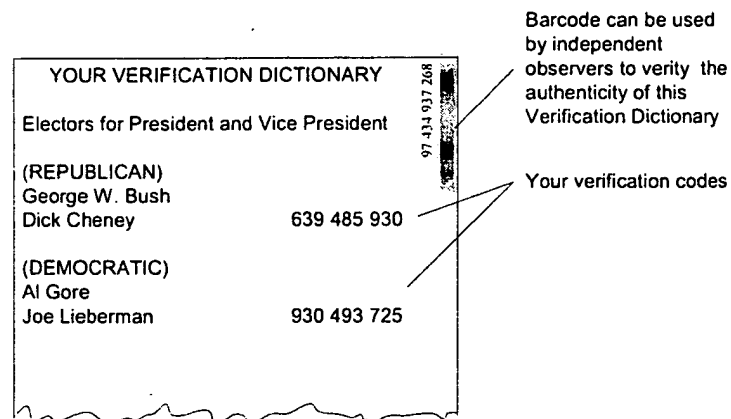 YOUR VERIFICATION DICTIONARY
97 434 937 268
Electors for President and Vice President
(REPUBLICAN)
George W. Bush
Dick Cheney 639 485 930
(DEMOCRATIC)
Al Gore
Joe Lieberman 930 493 725
Barcode can be used
by independent
observers to verity the
authenticity of this
Verification Dictionary
Your verification codes